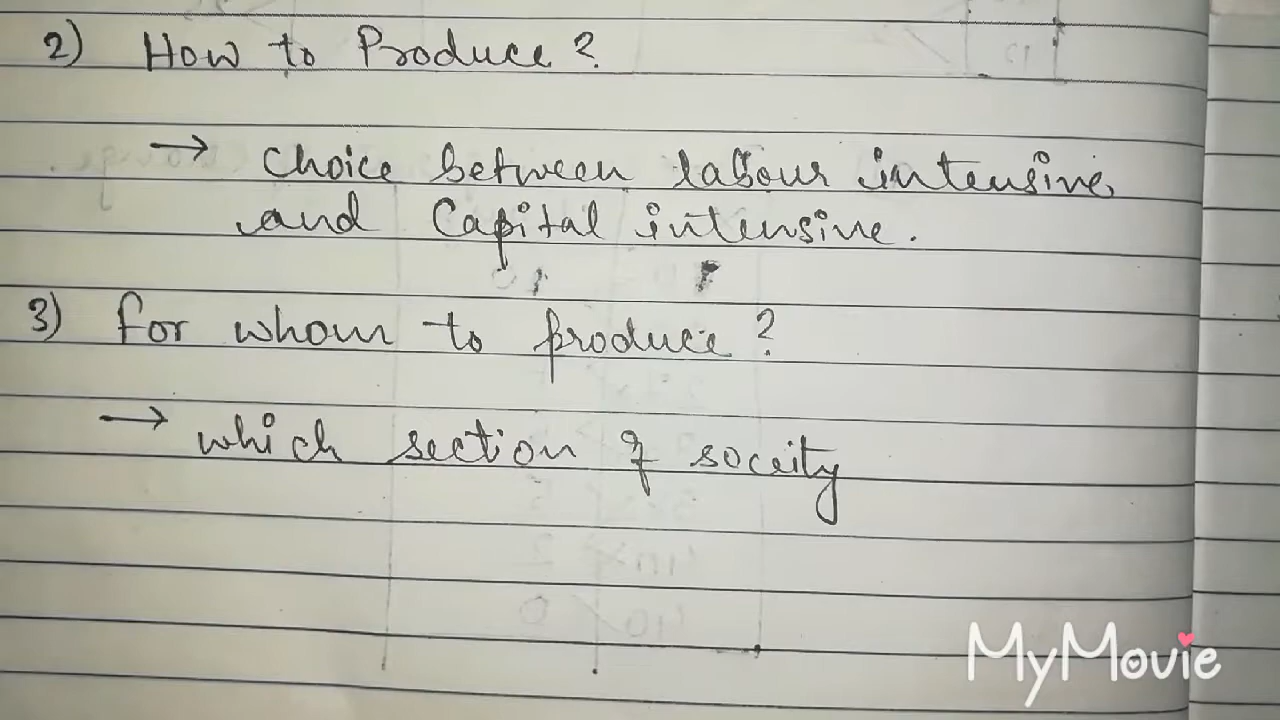 2) How to Produce?
→ Choice between labour intensive
and Capital intensive.
3) for whom to produce?
→ which section of soceity
MyMovie